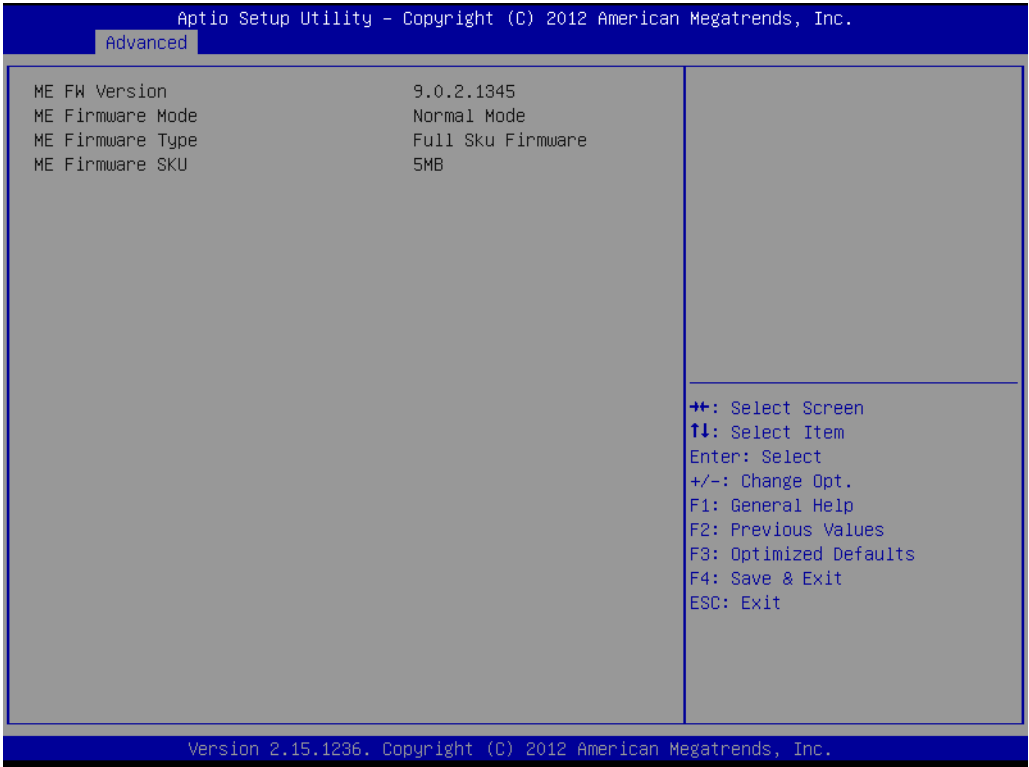 Aptio Setup Utility – Copyright (C) 2012 American Megatrends, Inc.
Advanced
ME FW Version 9.0.2.1345
ME Firmware Mode Normal Mode
ME Firmware Type Full Sku Firmware
ME Firmware SKU 5MB
→←: Select Screen
↑↓: Select Item
Enter: Select
+/-: Change Opt.
F1: General Help
F2: Previous Values
F3: Optimized Defaults
F4: Save & Exit
ESC: Exit
Version 2.15.1236. Copyright (C) 2012 American Megatrends, Inc.